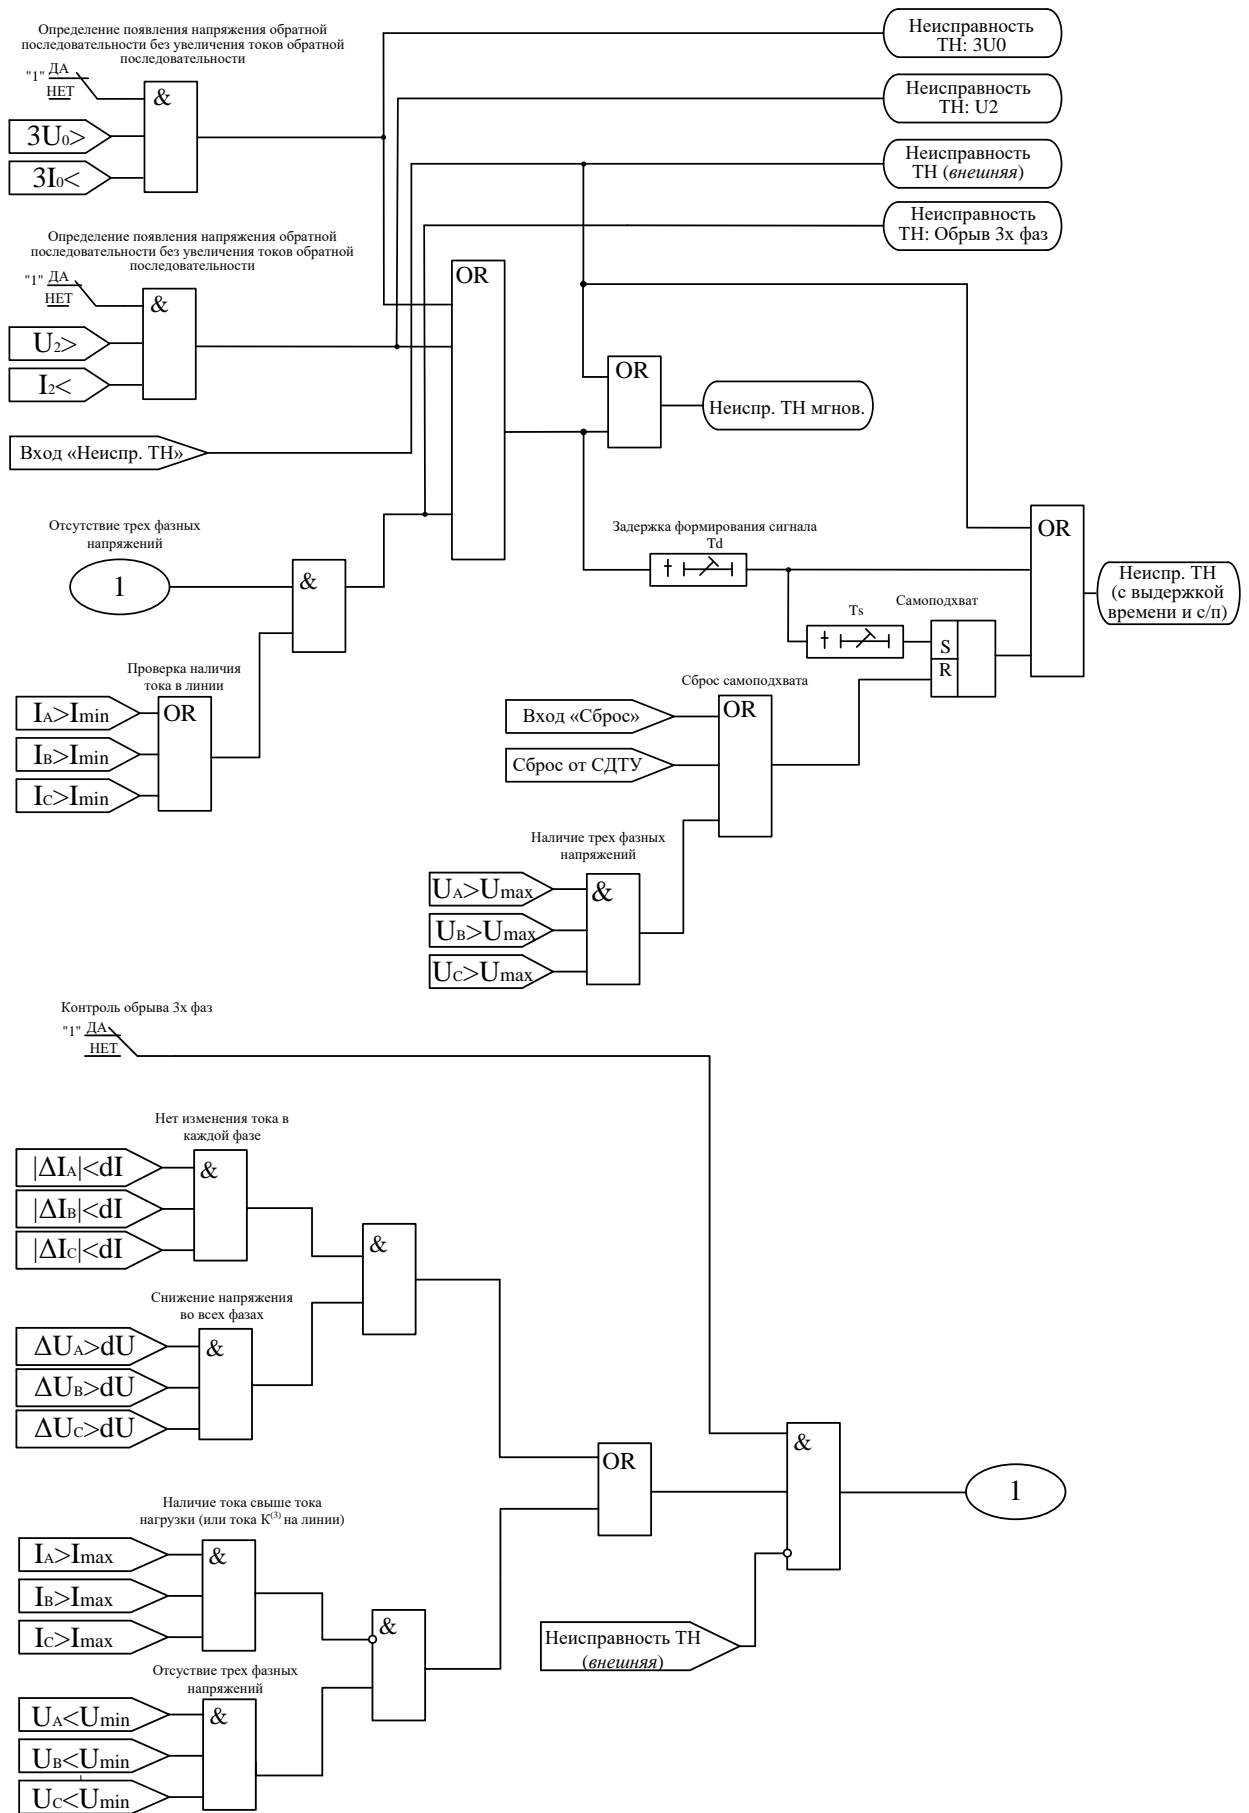 Определение появления напряжения обратной
последовательности без увеличения токов обратной
последовательности
"1" ДА
НЕТ
&
3U0>
3I0<
Неисправность
ТН: 3U0
Неисправность
ТН: U2
Неисправность
ТН (внешняя)
Неисправность
ТН: Обрыв 3х фаз
Определение появления напряжения обратной
последовательности без увеличения токов обратной
последовательности
"1" ДА
НЕТ
&
U2>
I2<
OR
OR
Неиспр. ТН мгнов.
Вход «Неиспр. ТН»
Отсутствие трех фазных
напряжений
1
&
Задержка формирования сигнала
Td
OR
Неиспр. ТН
(с выдержкой
времени и с/п)
Ts
Самоподхват
S
R
Проверка наличия
тока в линии
IA>Imin
IB>Imin
IC>Imin
OR
Сброс самоподхвата
Вход «Сброс»
Сброс от СДТУ
OR
Наличие трех фазных
напряжений
UA>Umax
UB>Umax
UC>Umax
&
Контроль обрыва 3х фаз
"1" ДА
НЕТ
Нет изменения тока в
каждой фазе
|ΔIA|<dI
|ΔIB|<dI
|ΔIC|<dI
&
&
Снижение напряжения
во всех фазах
ΔUA>dU
ΔUB>dU
ΔUC>dU
&
OR
&
1
Наличие тока свыше тока
нагрузки (или тока К(3) на линии)
IA>Imax
IB>Imax
IC>Imax
&
&
Неисправность ТН
(внешняя)
Отсуствие трех фазных
напряжений
UA<Umin
UB<Umin
UC<Umin
&